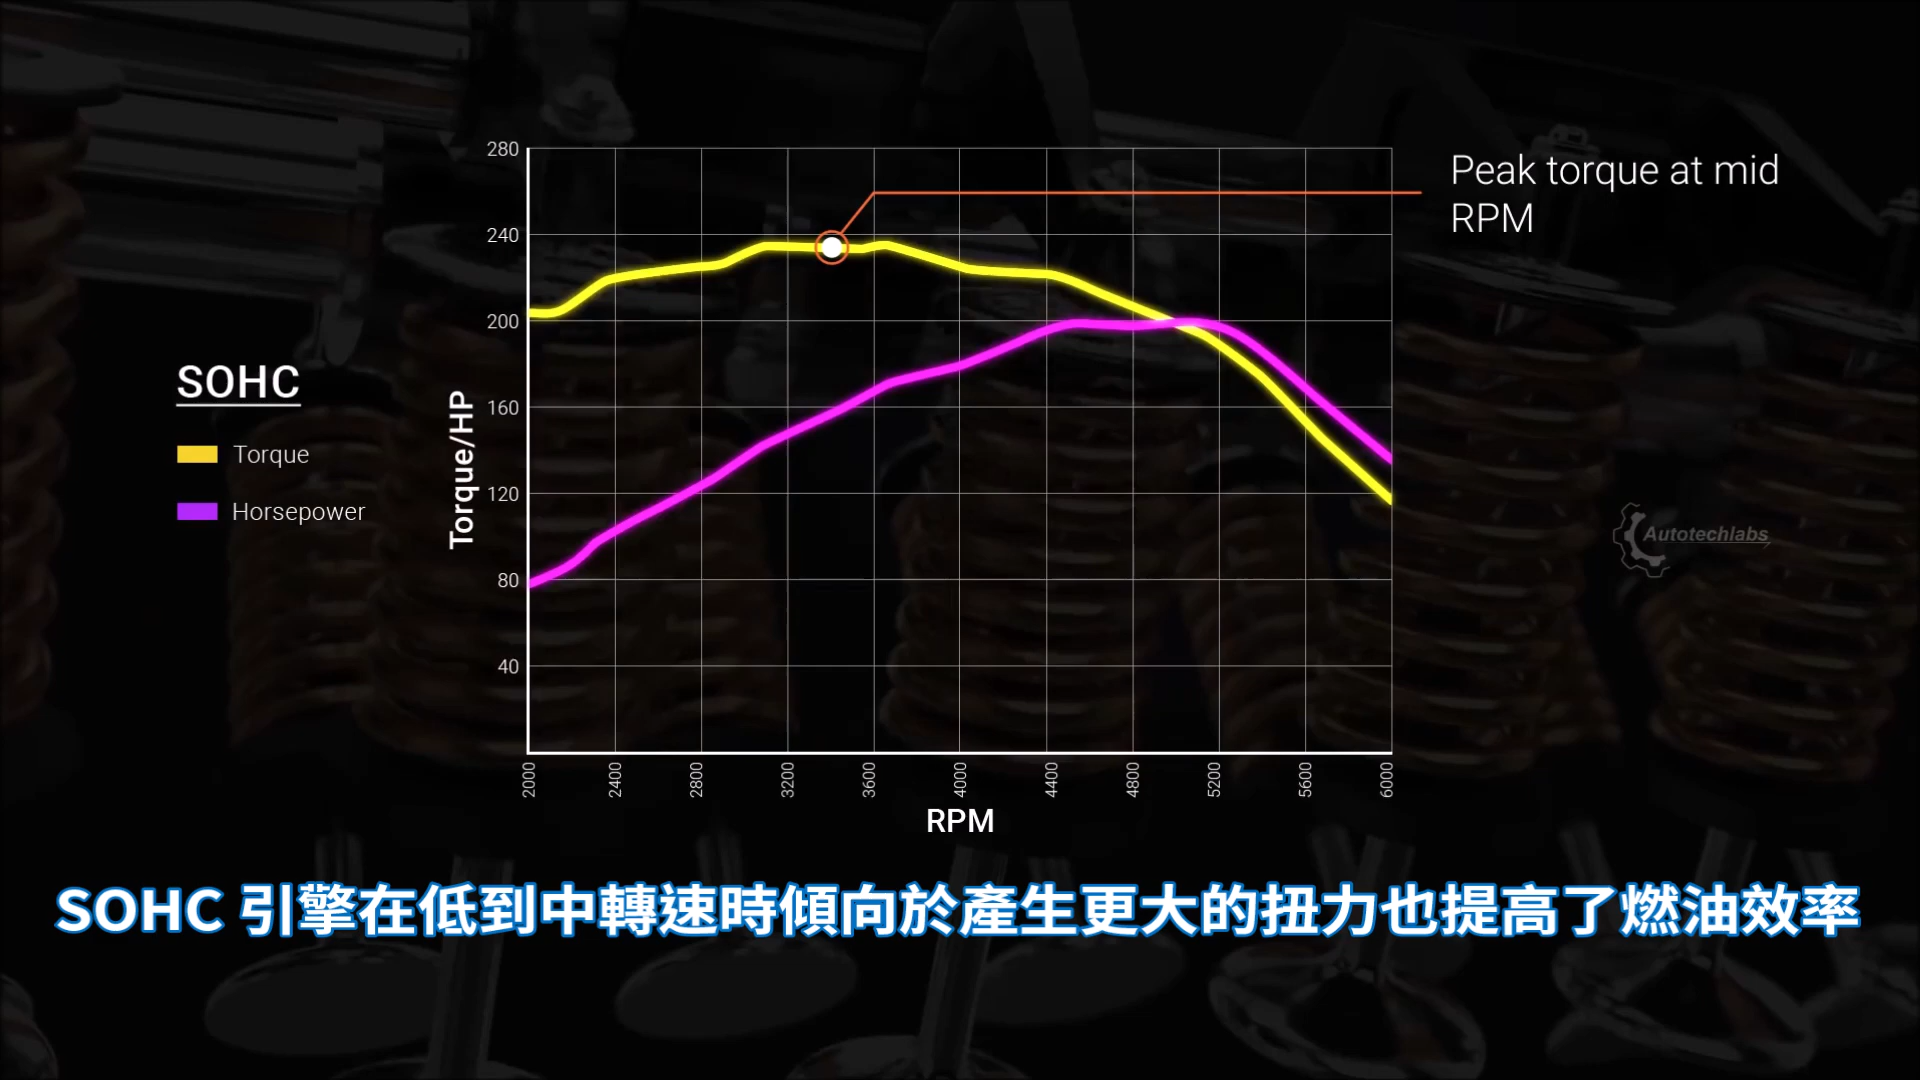 Peak torque at mid
RPM
SOHC
Torque
Horsepower
Torque/HP
280
240
200
160
120
80
40
2000 2400 2800 3200 3600 4000 4400 4800 5200 5600 6000
RPM
Autotechlabs
SOHC 引擎在低到中轉速時傾向於產生更大的扭力也提高了燃油效率